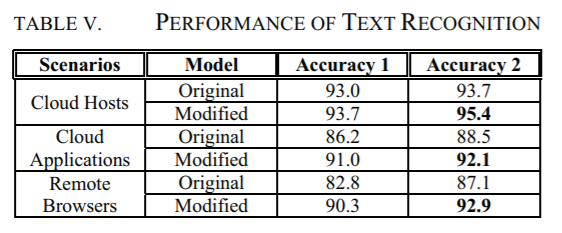 TABLE V. PERFORMANCE OF TEXT RECOGNITION
Scenarios Model Accuracy 1 Accuracy 2
Cloud Hosts Original 93.0 93.7
Modified 93.7 95.4
Cloud Applications Original 86.2 88.5
Modified 91.0 92.1
Remote Browsers Original 82.8 87.1
Modified 90.3 92.9